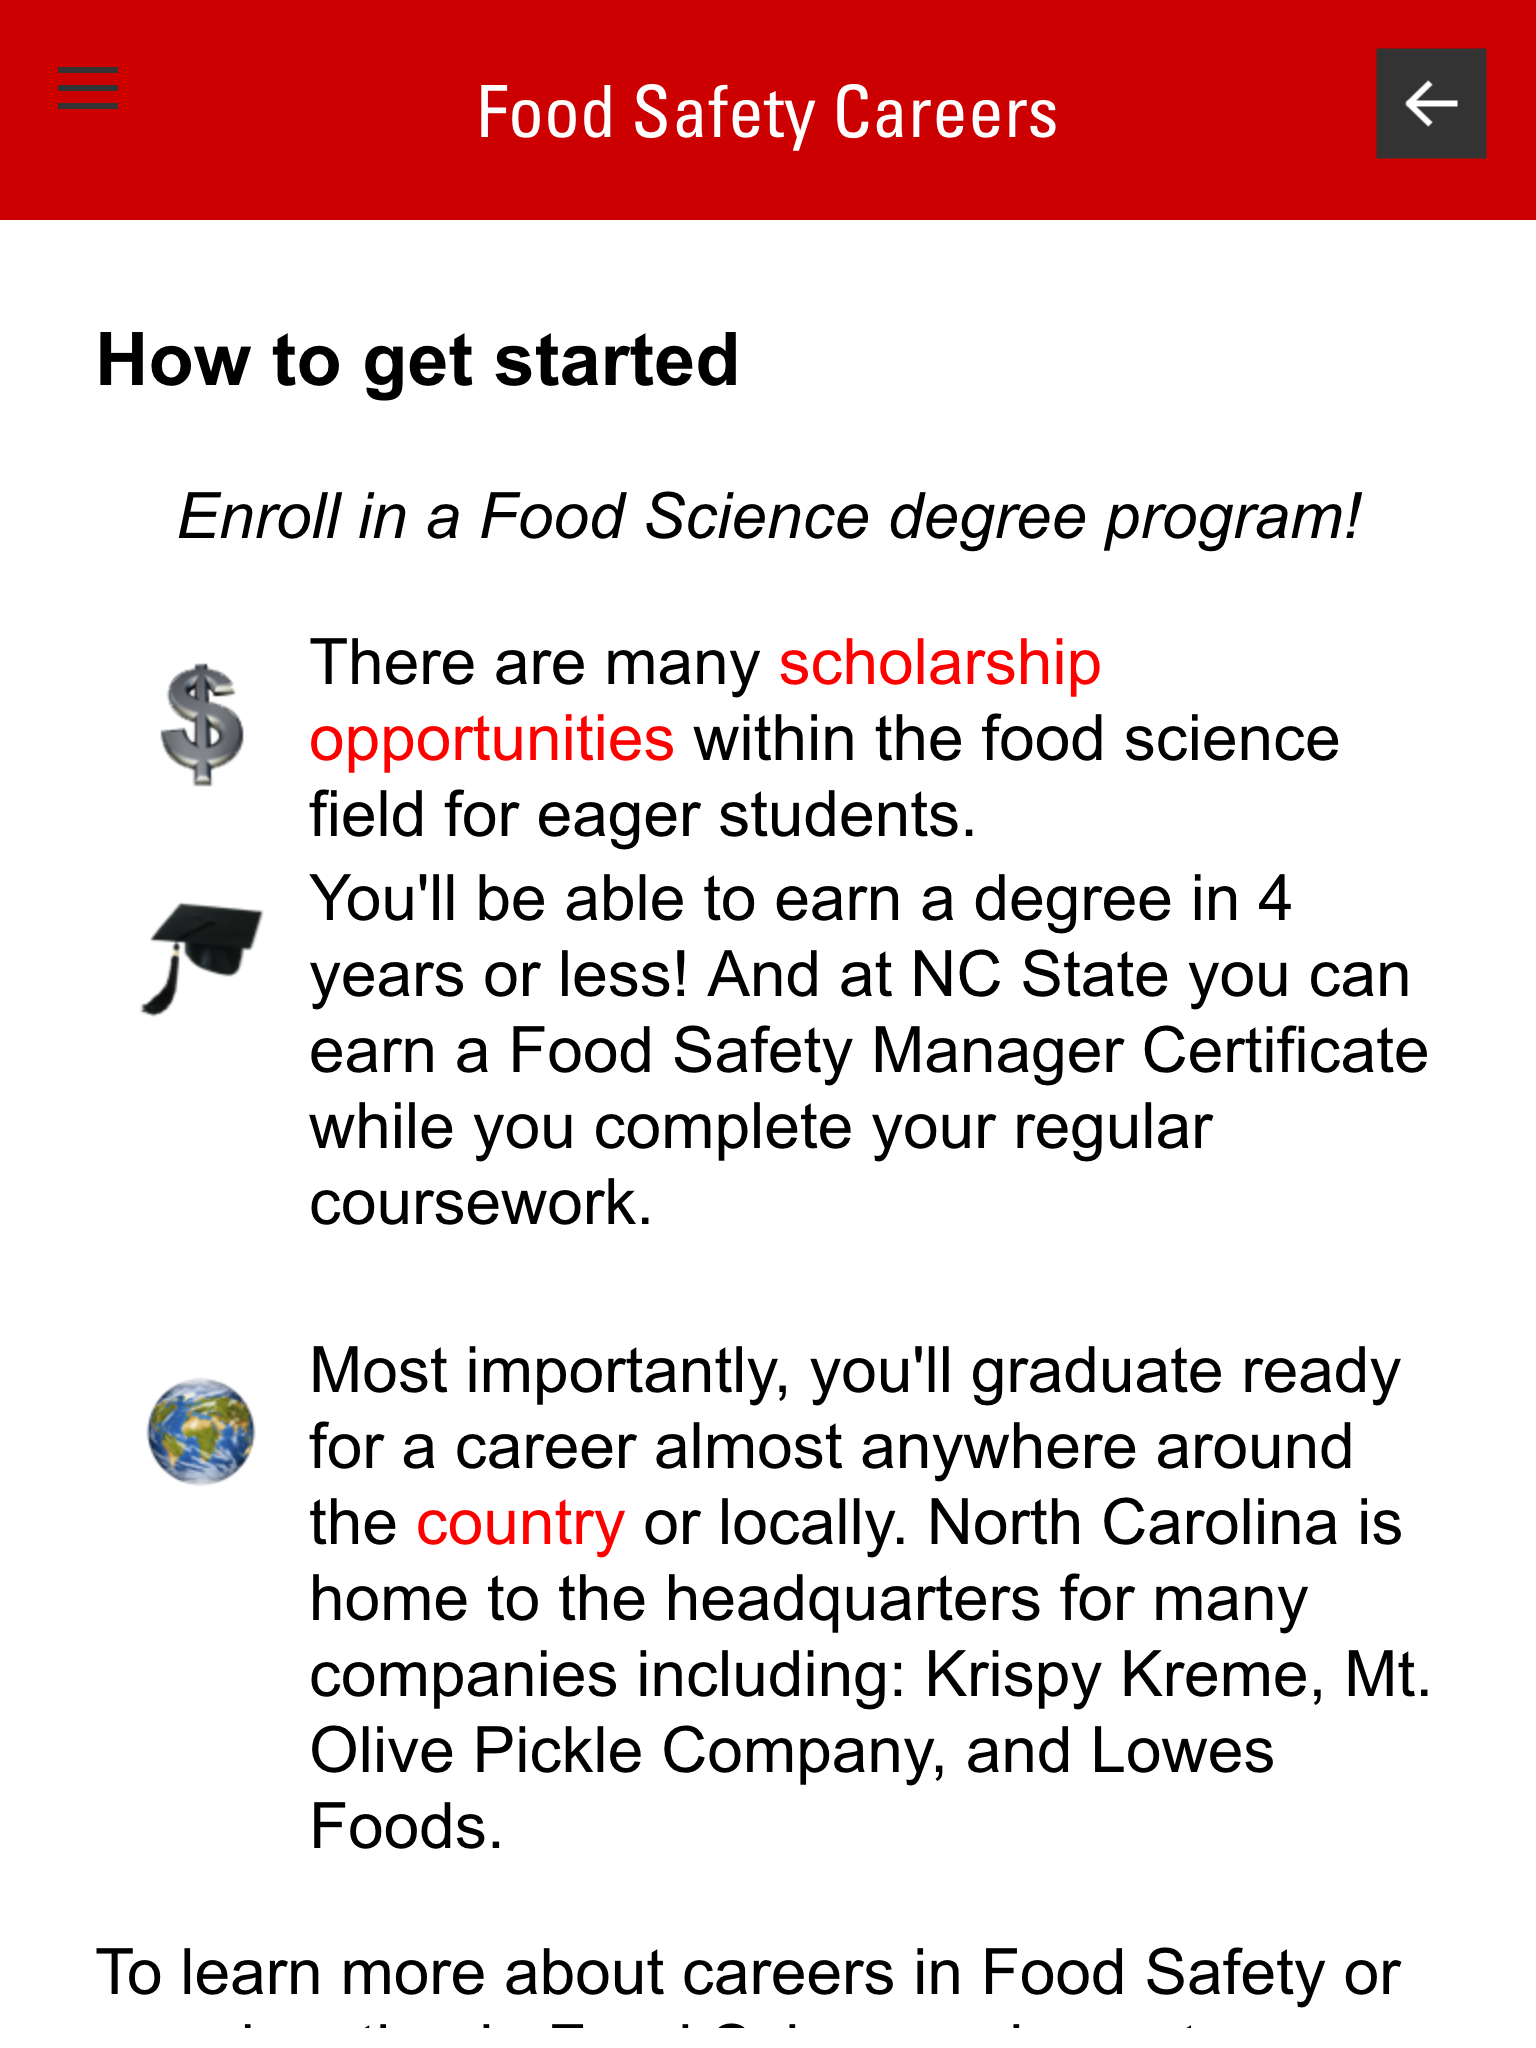 Food Safety Careers
How to get started
Enroll in a Food Science degree program!
There are many scholarship
opportunities within the food science
field for eager students.
You'll be able to earn a degree in 4
years or less! And at NC State you can
earn a Food Safety Manager Certificate
while you complete your regular
coursework.
Most importantly, you'll graduate ready
for a career almost anywhere around
the country or locally. North Carolina is
home to the headquarters for many
companies including: Krispy Kreme, Mt.
Olive Pickle Company, and Lowes
Foods.
To learn more about careers in Food Safety or